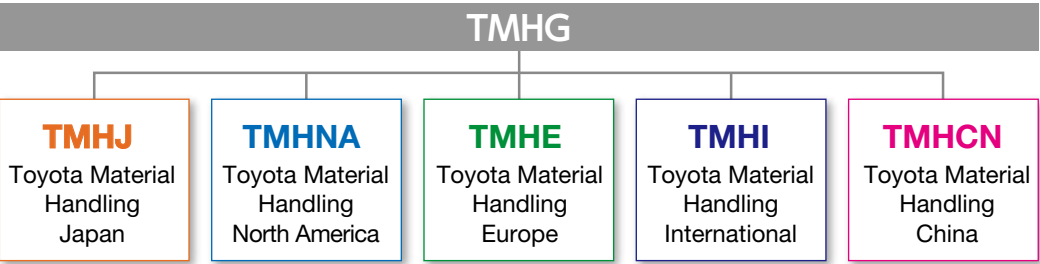 TMHG
TMHJ
Toyota Material
Handling
Japan
TMHNA
Toyota Material
Handling
North America
TMHE
Toyota Material
Handling
Europe
TMHI
Toyota Material
Handling
International
TMHCN
Toyota Material
Handling
China